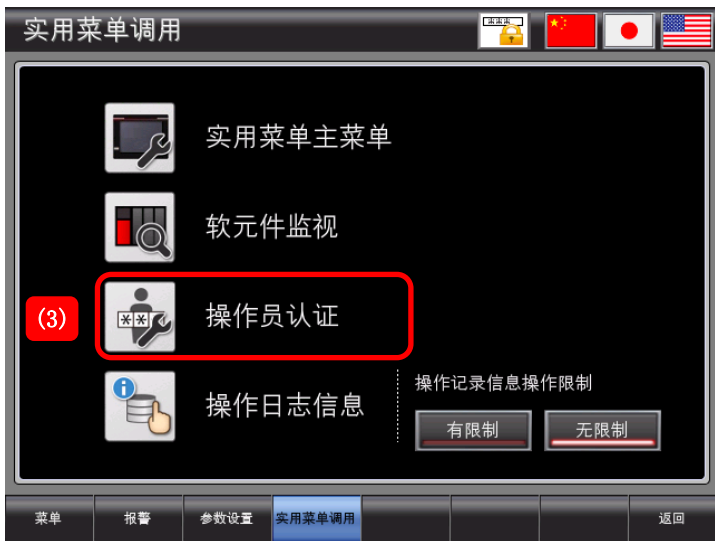 实用菜单调用
***
实用菜单主菜单
软元件监视
(3)
**
操作员认证
操作日志信息
操作记录信息操作限制
有限制
无限制
菜单
报警
参数设置
实用菜单调用
返回